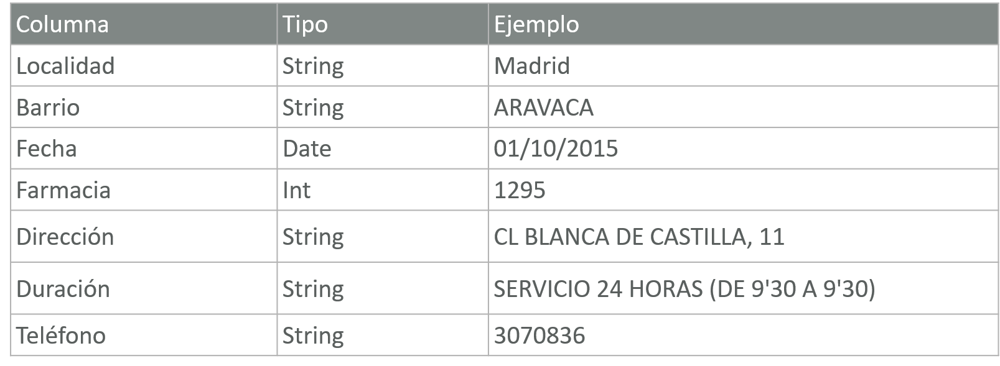 Columna Tipo Ejemplo
Localidad String Madrid
Barrio String ARAVACA
Fecha Date 01/10/2015
Farmacia Int 1295
Dirección String CL BLANCA DE CASTILLA, 11
Duración String SERVICIO 24 HORAS (DE 9'30 A 9'30)
Teléfono String 3070836